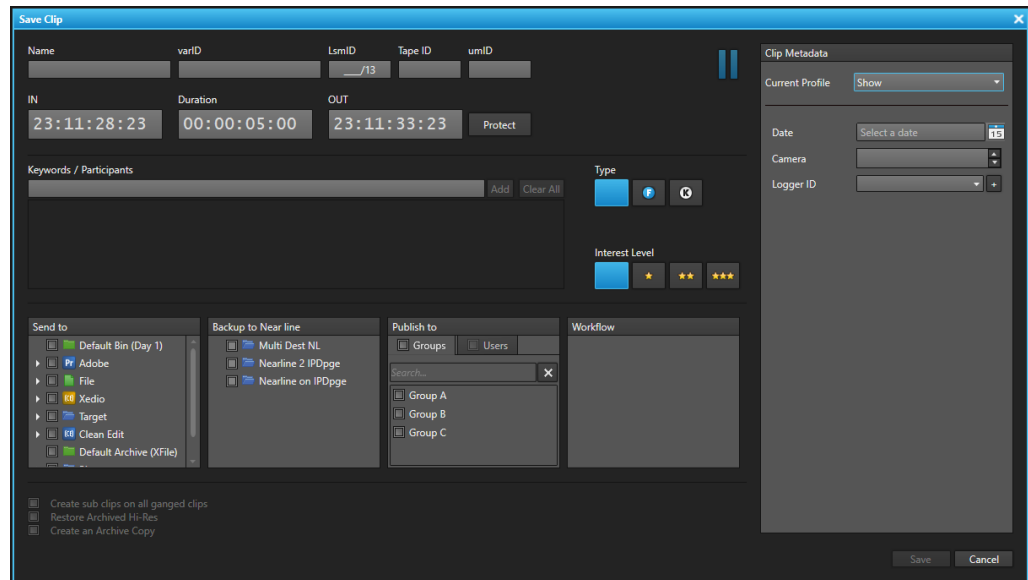 Save Clip
Name varID LsmID Tape ID umID
___/13
IN Duration OUT
23:11:28:23 00:00:05:00 23:11:33:23 Protect
Keywords / Participants
Add Clear All
Type
F K
Interest Level
Send to
Default Bin (Day 1)
Pr Adobe
File
Xedio
Target
Clean Edit
Default Archive (XFile)
Backup to Near line
Multi Dest NL
Nearline 2 IPDpge
Nearline on IPDpge
Publish to
Groups Users
Search...
Group A
Group B
Group C
Workflow
Create sub clips on all ganged clips
Restore Archived Hi-Res
Create an Archive Copy
Clip Metadata
Current Profile Show
Date Select a date 15
Camera
Logger ID +
Save Cancel